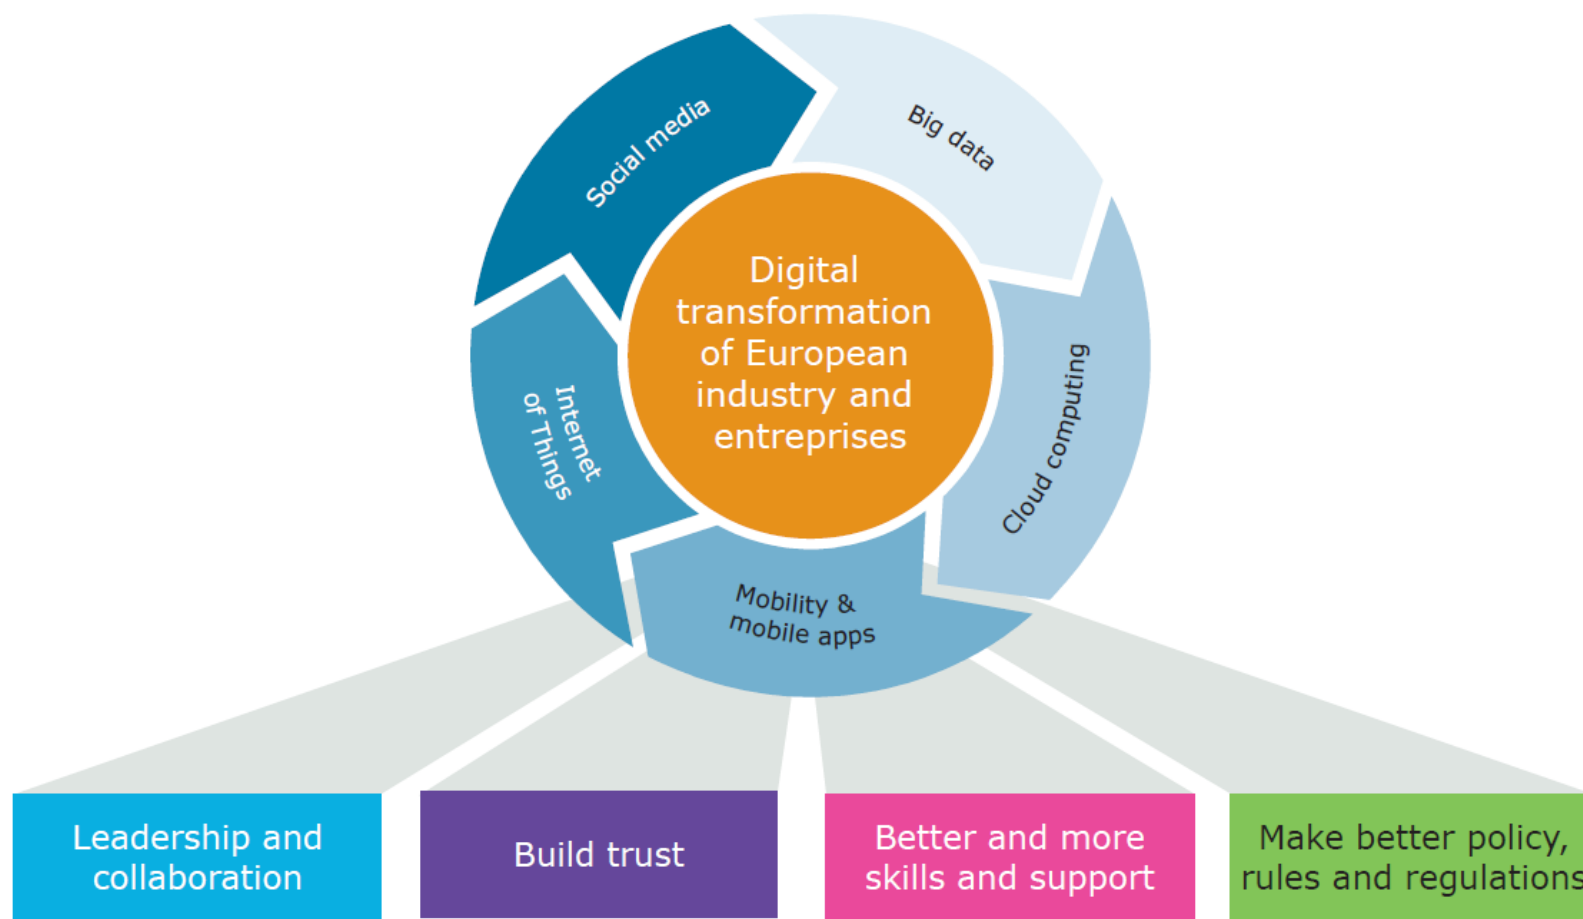 Social media
Big data
Digital
transformation
of European
industry and
entreprises
Cloud computing
Internet
of Things
Mobility &
mobile apps
Leadership and
collaboration
Build trust
Better and more
skills and support
Make better policy,
rules and regulations